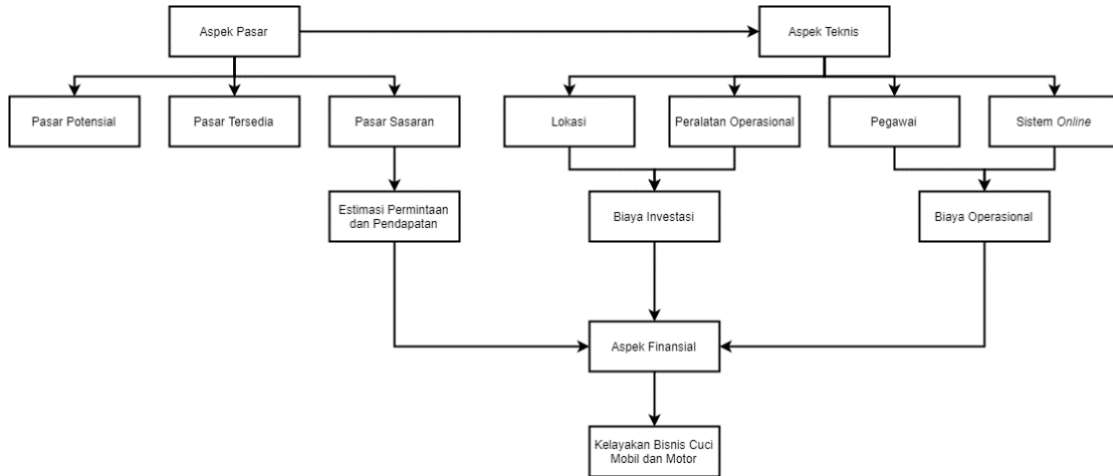 Aspek Pasar
Aspek Teknis
Pasar Potensial
Pasar Tersedia
Pasar Sasaran
Lokasi
Peralatan Operasional
Pegawai
Sistem Online
Estimasi Permintaan
dan Pendapatan
Biaya Investasi
Biaya Operasional
Aspek Finansial
Kelayakan Bisnis Cuci
Mobil dan Motor